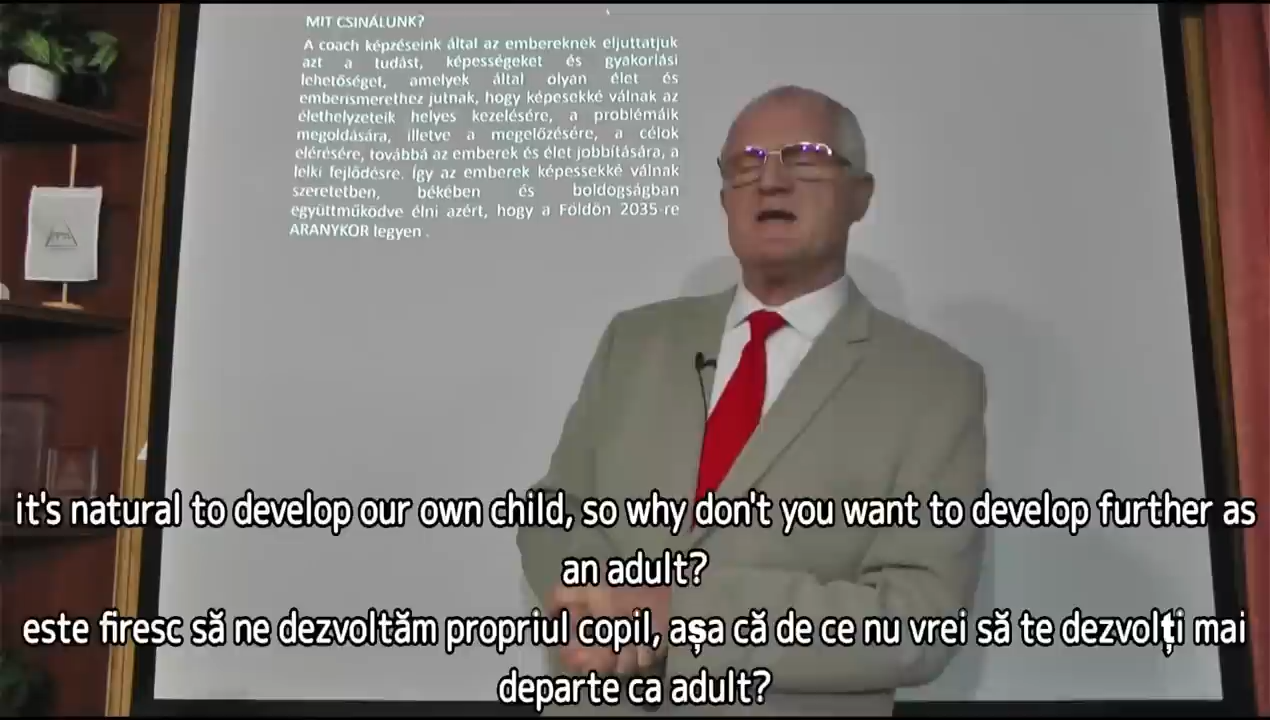 MIT CSINÁLUNK?
A coach képzéseink által az embereknek eljuttatjuk
azt a tudást, képességeket és gyakorlási
lehetőséget, amelyek által olyan élet és
emberismerethez jutnak, hogy képesekké válnak az
élethelyzeteik helyes kezelésére, a problémáik
megoldására, illetve a megelőzésére, a célok
elérésére, továbbá az emberek és élet jobbítására, a
lelki fejlődésre. Így az emberek képessekké válnak
szeretetben, békében és boldogságban
együttműködve élni azért, hogy a Földön 2035-re
ARANYKOR legyen .
it's natural to develop our own child, so why don't you want to develop further as
an adult?
este firesc să ne dezvoltăm propriul copil, așa că de ce nu vrei să te dezvolți mai
departe ca adult?